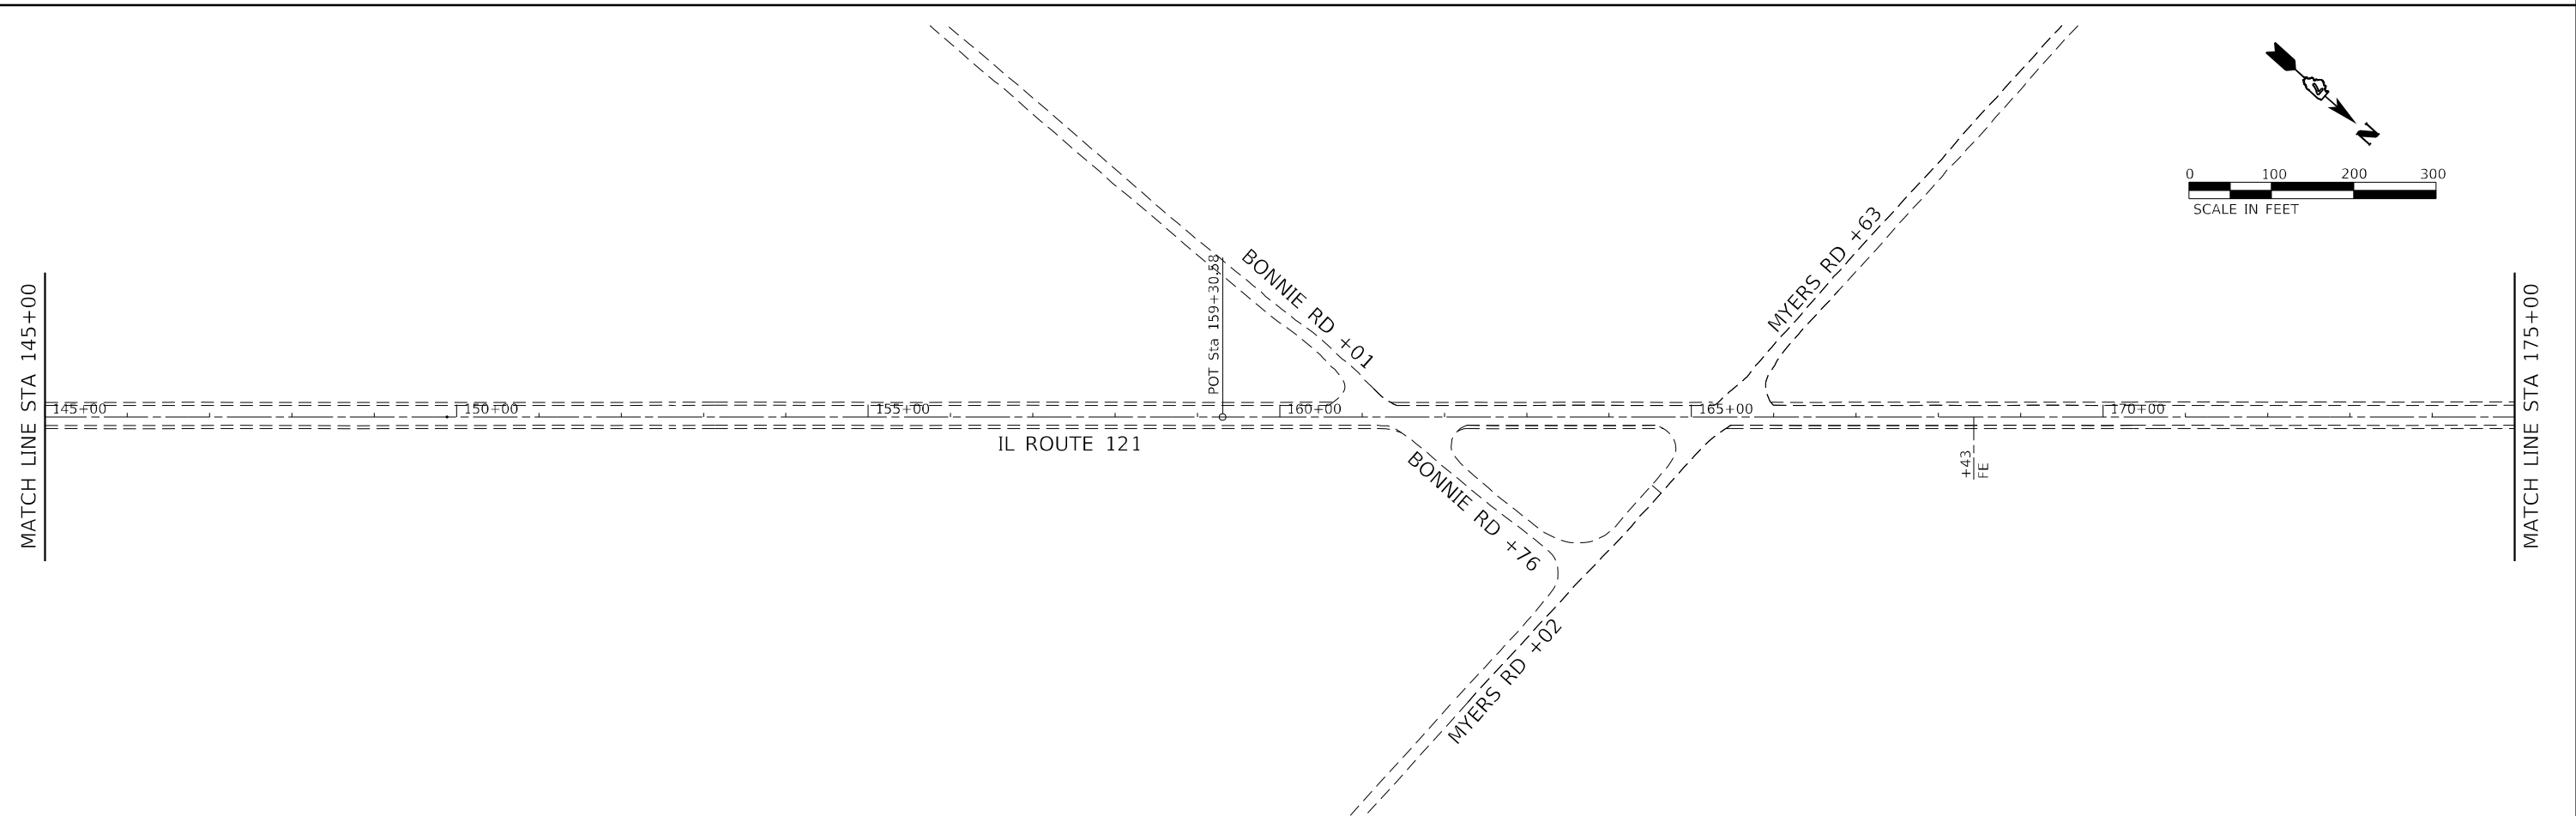 N
0 100 200 300
SCALE IN FEET
MYERS RD +63
BONNIE RD +01
POT Sta 159+30.58
MATCH LINE STA 145+00
145+00 150+00 155+00 160+00 165+00 170+00
MATCH LINE STA 175+00
IL ROUTE 121
+43
FE
BONNIE RD +76
MYERS RD +02